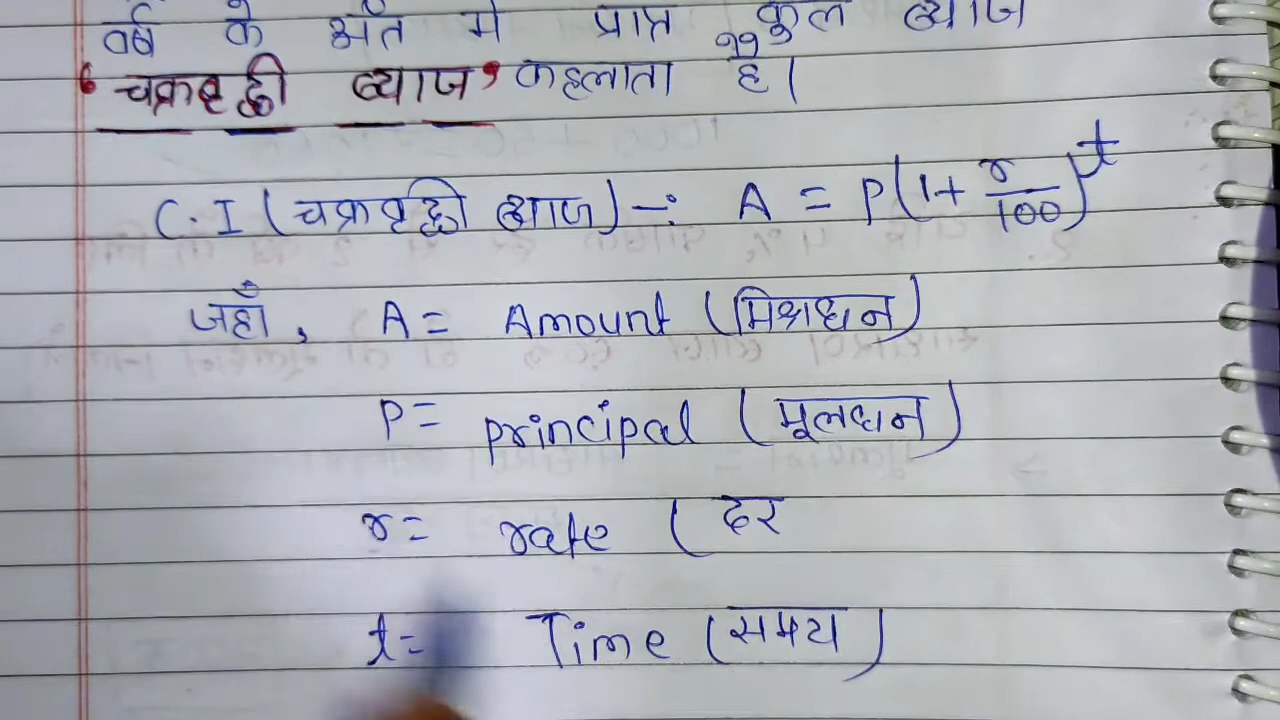 वर्ष के अंत में प्राप्त कुल ब्याज
‘चक्रवृद्धी ब्याज’ कहलाता है।
C.I (चक्रवृद्धी ब्याज) -: A = P(1+ r/100)^t
जहाँ, A = Amount (मिश्रधन)
P = principal (मूलधन)
r = rate (दर
t = Time (समय)